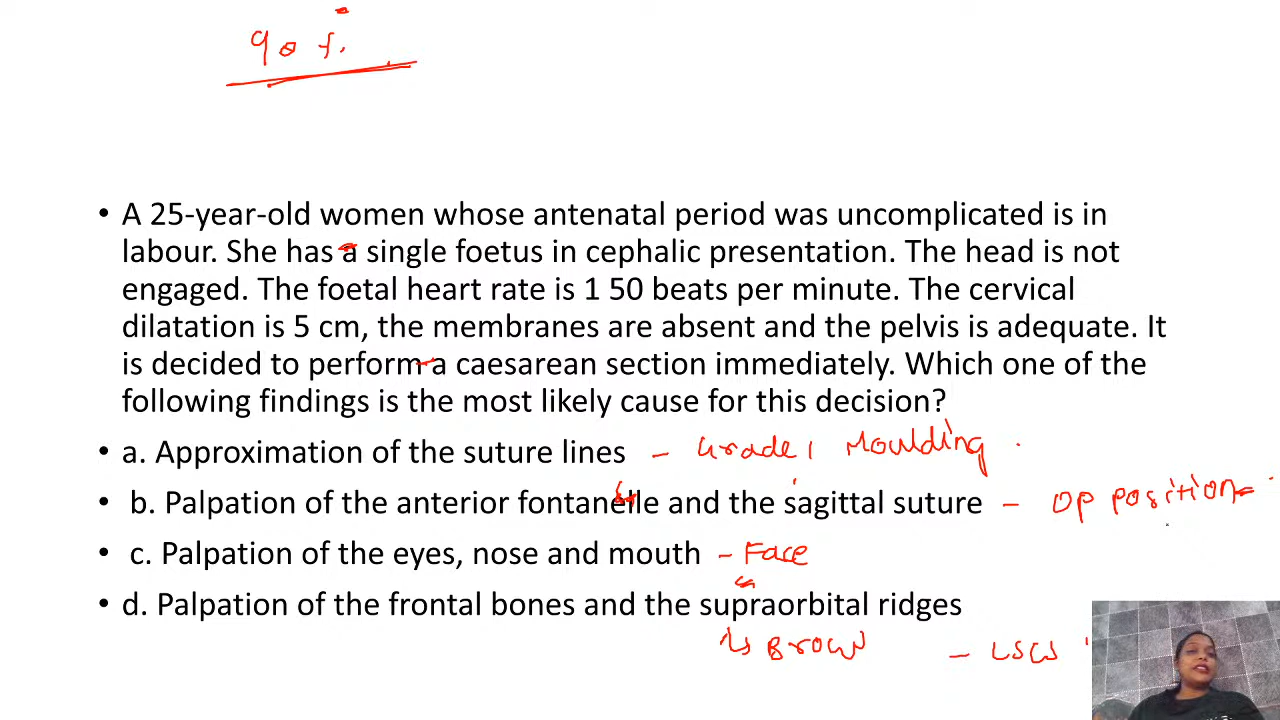 • A 25-year-old women whose antenatal period was uncomplicated is in
labour. She has a single foetus in cephalic presentation. The head is not
engaged. The foetal heart rate is 1 50 beats per minute. The cervical
dilatation is 5 cm, the membranes are absent and the pelvis is adequate. It
is decided to perform a caesarean section immediately. Which one of the
following findings is the most likely cause for this decision?
• a. Approximation of the suture lines - Grade 1 Moulding
• b. Palpation of the anterior fontanelle and the sagittal suture - OP position
• c. Palpation of the eyes, nose and mouth - Face
• d. Palpation of the frontal bones and the supraorbital ridges
Brow - LSCS